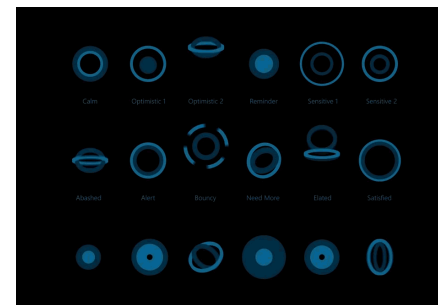 Calm
Optimistic 1
Optimistic 2
Reminder
Sensitive 1
Sensitive 2
Abashed
Alert
Bouncy
Need More
Elated
Satisfied